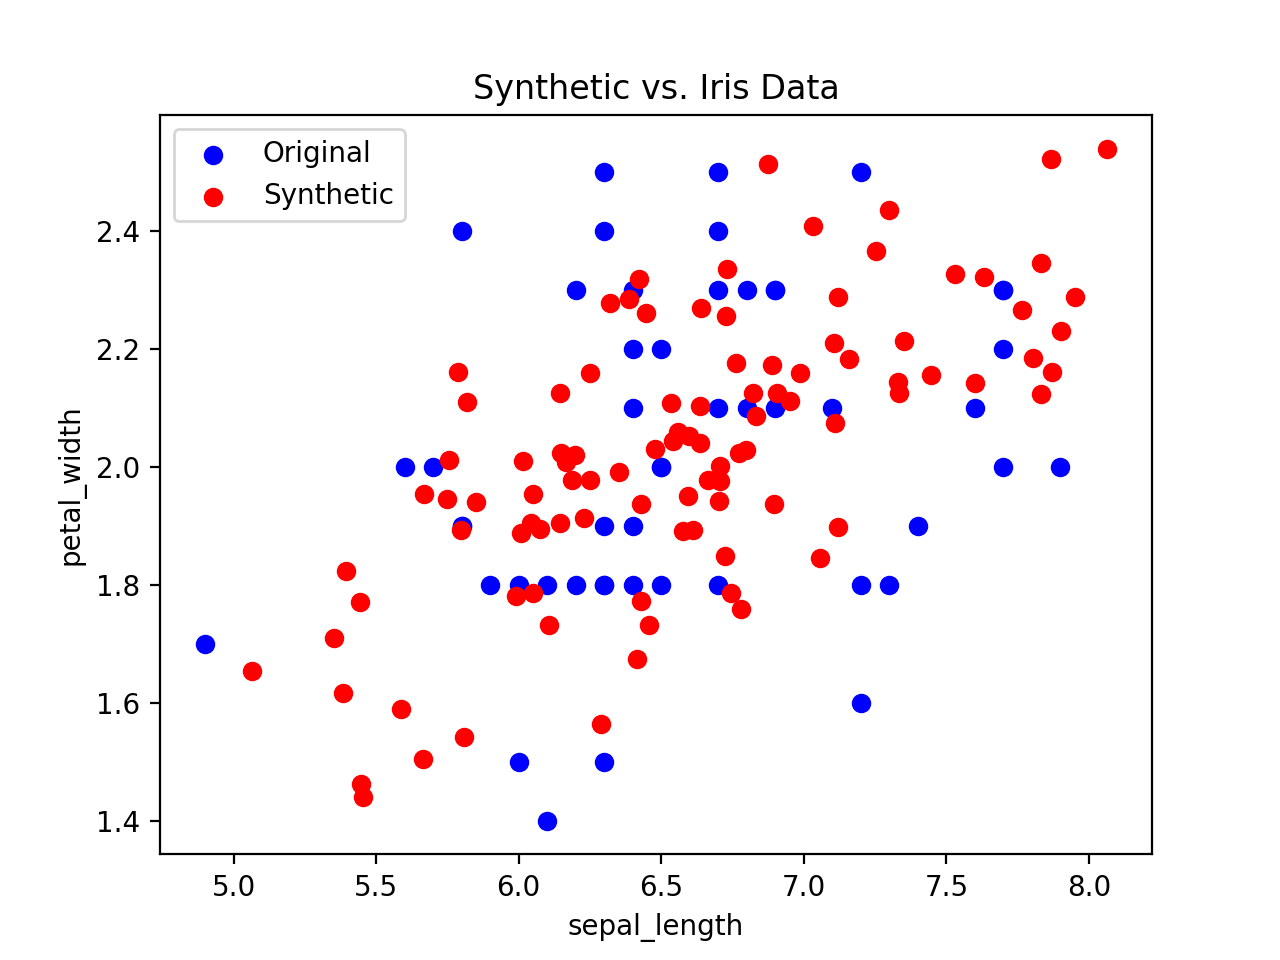 Synthetic vs. Iris Data
Original
Synthetic
2.4
2.2
2.0
1.8
1.6
1.4
petal_width
5.0 5.5 6.0 6.5 7.0 7.5 8.0
sepal_length